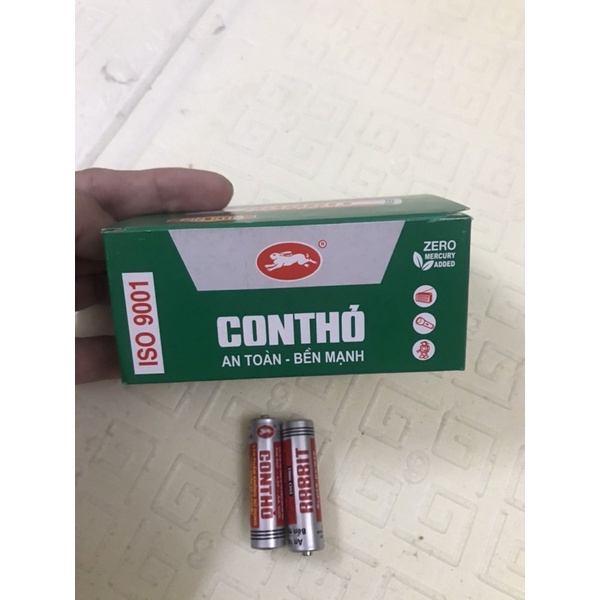 ISO 9001
ZERO
MERCURY
ADDED
CONTHỎ
AN TOÀN - BỀN MẠNH
CONTHỎ
RABBIT